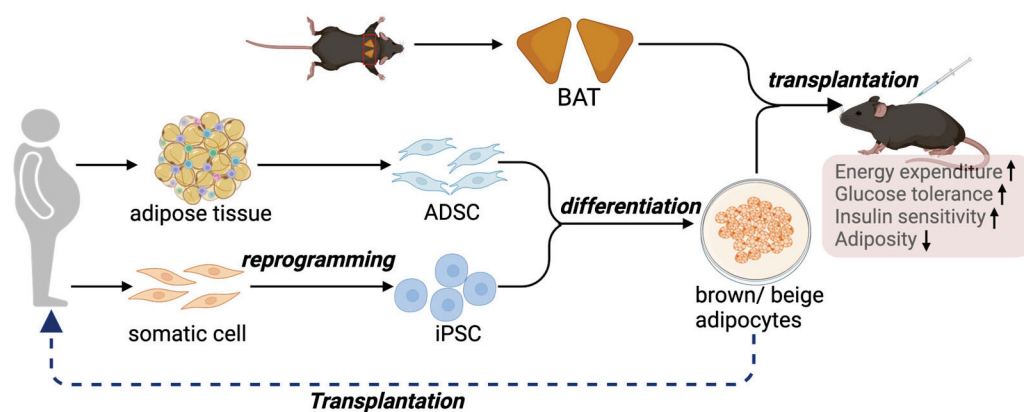 BAT
transplantation
Energy expenditure ↑
Glucose tolerance ↑
Insulin sensitivity ↑
Adiposity ↓
adipose tissue
ADSC
differentiation
reprogramming
somatic cell
iPSC
brown/ beige
adipocytes
Transplantation